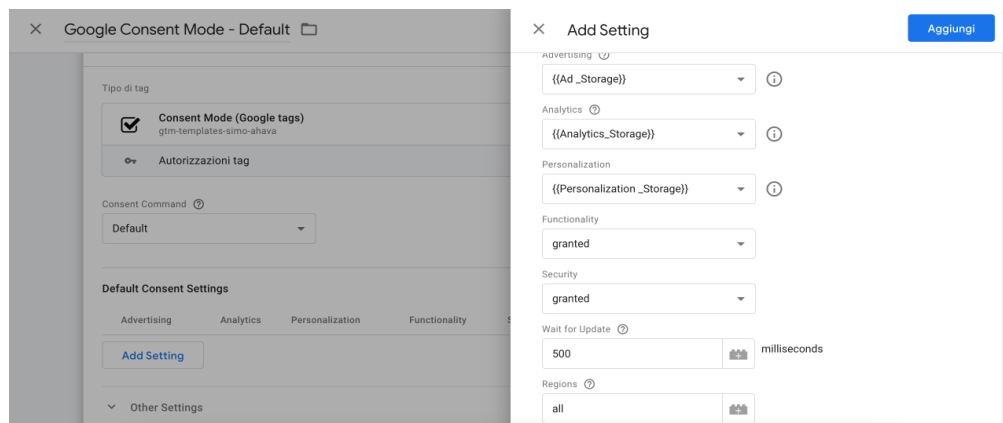 Google Consent Mode - Default
Tipo di tag
Consent Mode (Google tags)
gtm-templates-simo-ahava
Autorizzazioni tag
Consent Command
Default
Default Consent Settings
Advertising Analytics Personalization Functionality
Add Setting
Other Settings
Add Setting
Aggiungi
Advertising
{{Ad _Storage}}
Analytics
{{Analytics_Storage}}
Personalization
{{Personalization _Storage}}
Functionality
granted
Security
granted
Wait for Update
500 milliseconds
Regions
all